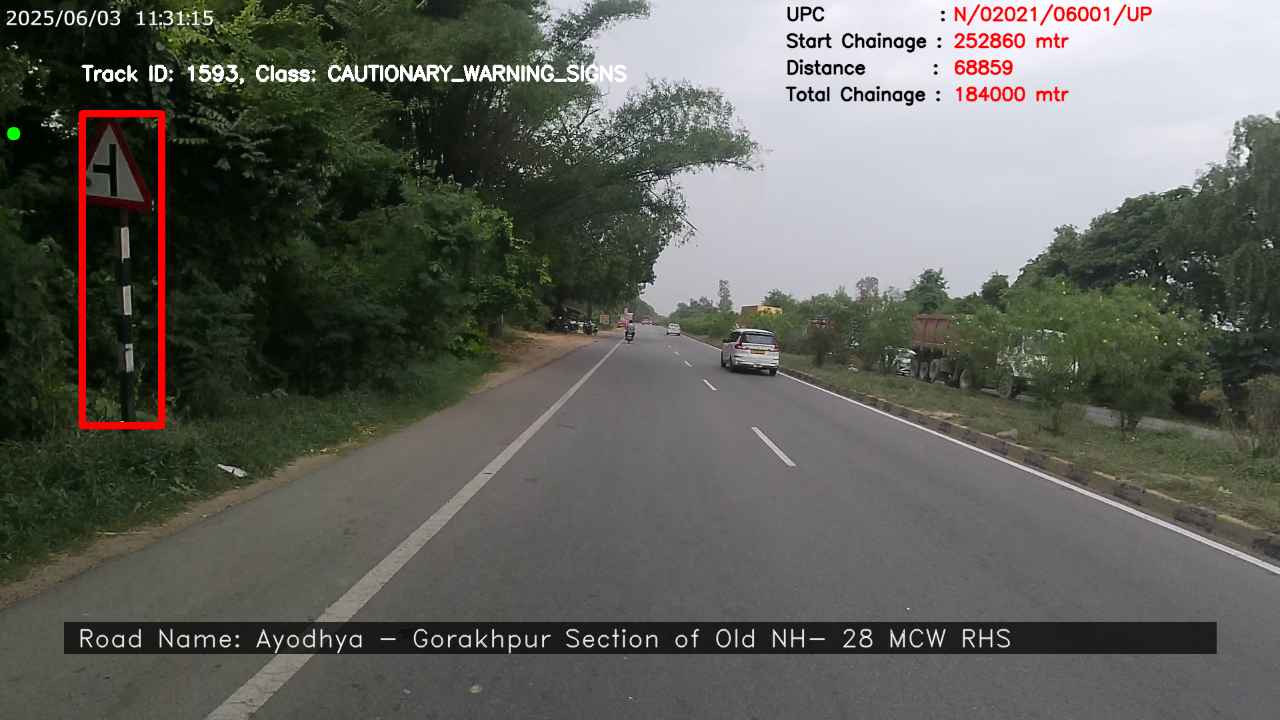 2025/06/03 11:31:15
UPC : N/02021/06001/UP
Start Chainage : 252860 mtr
Distance : 68859
Total Chainage : 184000 mtr
Track ID: 1593, Class: CAUTIONARY_WARNING_SIGNS
Road Name: Ayodhya - Gorakhpur Section of Old NH- 28 MCW RHS